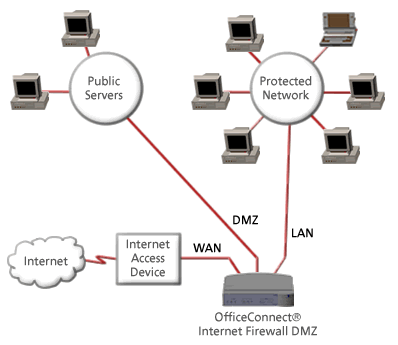 Public
Servers
Protected
Network
DMZ
LAN
WAN
Internet
Internet
Access
Device
OfficeConnect®
Internet Firewall DMZ